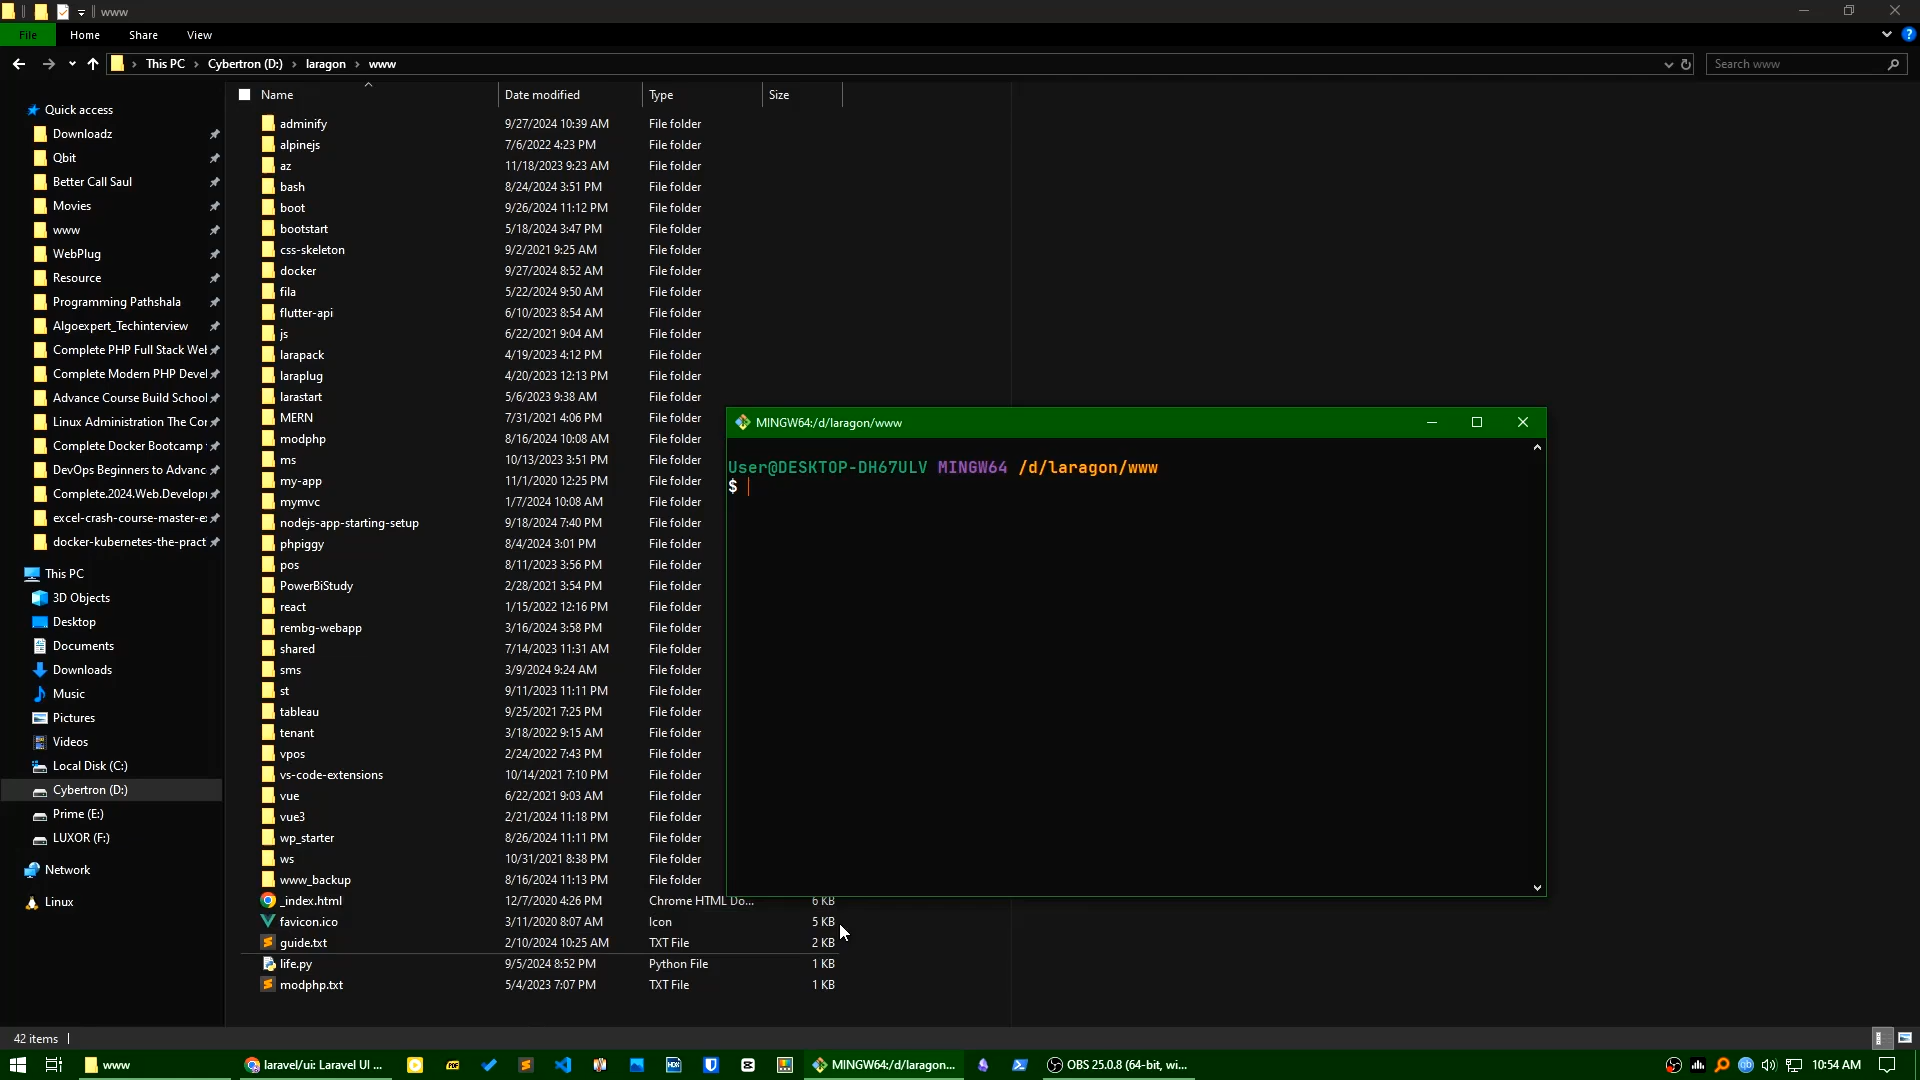 www
File Home Share View
This PC Cybertron (D:) laragon www
Search www
Name Date modified Type Size
Quick access
Downloadz
Qbit
Better Call Saul
Movies
www
WebPlug
Resource
Programming Pathshala
Algoexpert_Techinterview
Complete PHP Full Stack Wel
Complete Modern PHP Devel
Advance Course Build School
Linux Administration The Cor
Complete Docker Bootcamp
DevOps Beginners to Advanc
Complete.2024.Web.Developr
excel-crash-course-master-e
docker-kubernetes-the-pract
This PC
3D Objects
Desktop
Documents
Downloads
Music
Pictures
Videos
Local Disk (C:)
Cybertron (D:)
Prime (E:)
LUXOR (F:)
Network
Linux
adminify 9/27/2024 10:39 AM File folder
alpinejs 7/6/2022 4:23 PM File folder
az 11/18/2023 9:23 AM File folder
bash 8/24/2024 3:51 PM File folder
boot 9/26/2024 11:12 PM File folder
bootstart 5/18/2024 3:47 PM File folder
css-skeleton 9/2/2021 9:25 AM File folder
docker 9/27/2024 8:52 AM File folder
fila 5/22/2024 9:50 AM File folder
flutter-api 6/10/2023 8:54 AM File folder
js 6/22/2021 9:04 AM File folder
larapack 4/19/2023 4:12 PM File folder
laraplug 4/20/2023 12:13 PM File folder
larastart 5/6/2023 9:38 AM File folder
MERN 7/31/2021 4:06 PM File folder
modphp 8/16/2024 10:08 AM File folder
ms 10/13/2023 3:51 PM File folder
my-app 11/1/2020 12:25 PM File folder
mymvc 1/7/2024 10:08 AM File folder
nodejs-app-starting-setup 9/18/2024 7:40 PM File folder
phpiggy 8/4/2024 3:01 PM File folder
pos 8/11/2023 3:56 PM File folder
PowerBiStudy 2/28/2021 3:54 PM File folder
react 1/15/2022 12:16 PM File folder
rembg-webapp 3/16/2024 3:58 PM File folder
shared 7/14/2023 11:31 AM File folder
sms 3/9/2024 9:24 AM File folder
st 9/11/2023 11:11 PM File folder
tableau 9/25/2021 7:25 PM File folder
tenant 3/18/2022 9:15 AM File folder
vpos 2/24/2022 7:43 PM File folder
vs-code-extensions 10/14/2021 7:10 PM File folder
vue 6/22/2021 9:03 AM File folder
vue3 2/21/2024 11:18 PM File folder
wp_starter 8/26/2024 11:11 PM File folder
ws 10/31/2021 8:38 PM File folder
www_backup 8/16/2024 11:13 PM File folder
_index.html 12/7/2020 4:26 PM Chrome HTML Do... 6 KB
favicon.ico 3/11/2020 8:07 AM Icon 5 KB
guide.txt 2/10/2024 10:25 AM TXT File 2 KB
life.py 9/5/2024 8:52 PM Python File 1 KB
modphp.txt 5/4/2023 7:07 PM TXT File 1 KB
MINGW64:/d/laragon/www
User@DESKTOP-DH67ULV MINGW64 /d/laragon/www
$
42 items
www laravel/ui: Laravel UI ... MINGW64:/d/laragon... OBS 25.0.8 (64-bit, wi... 10:54 AM